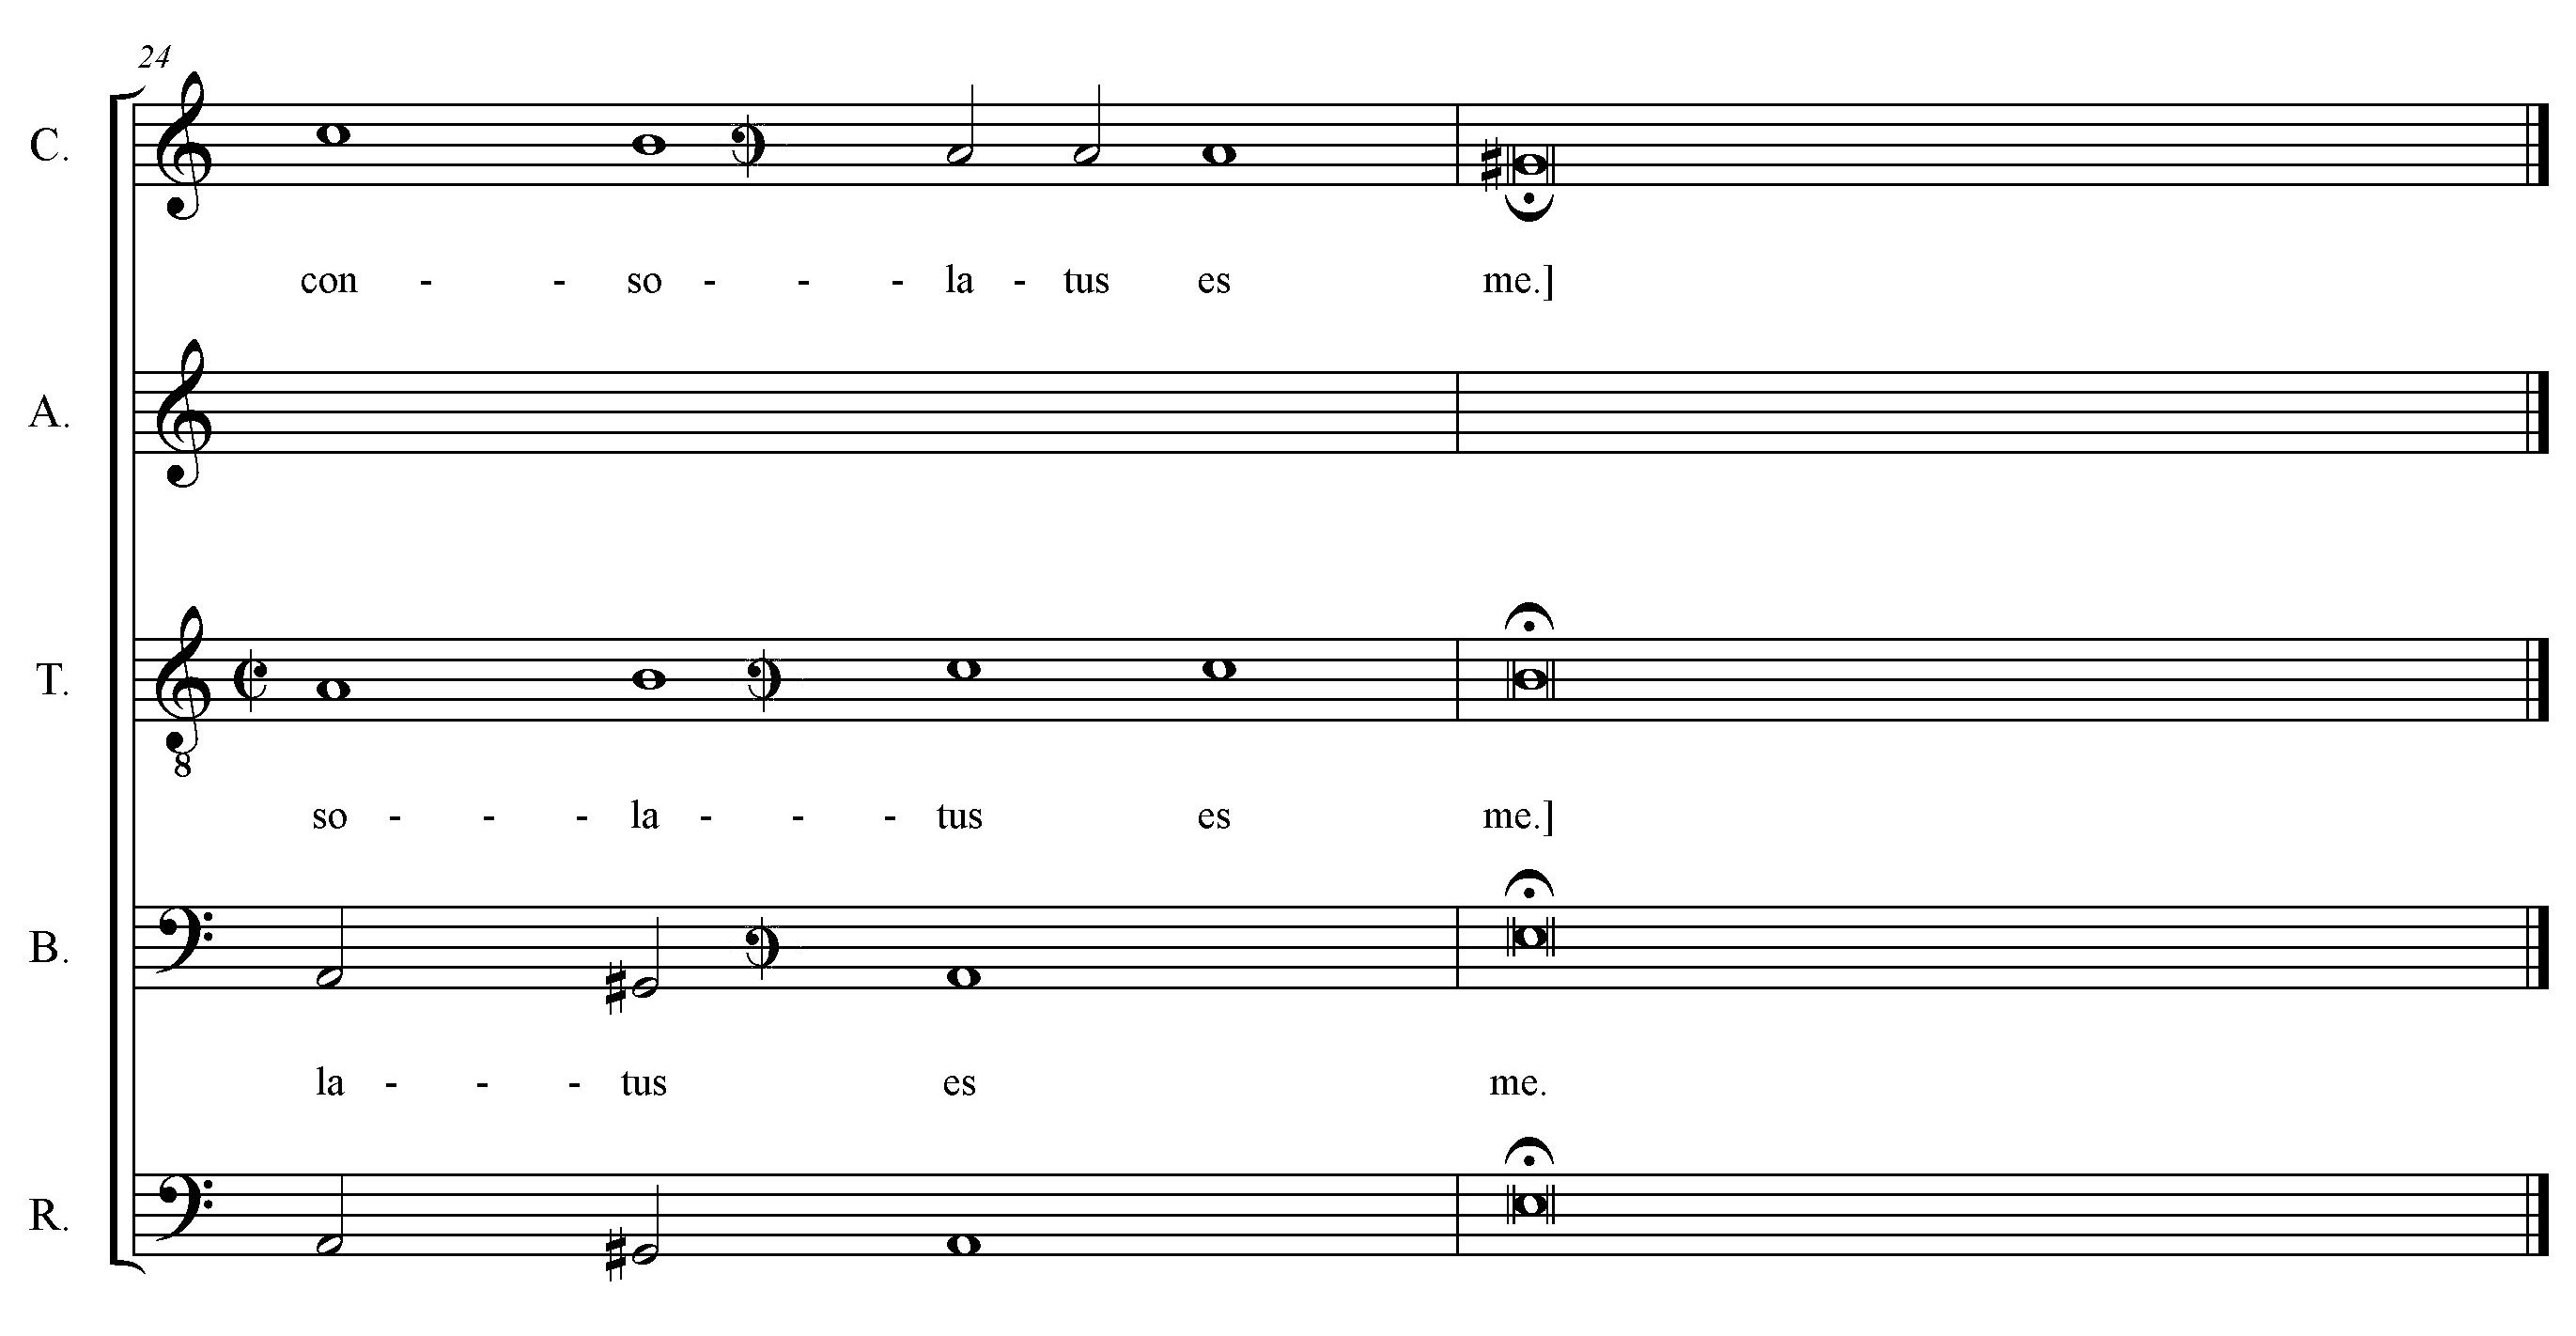 24
C.
con - - so - - - la - tus es me.]
A.
T.
8
so - - - la - - - tus es me.]
B.
la - - - tus es me.
R.